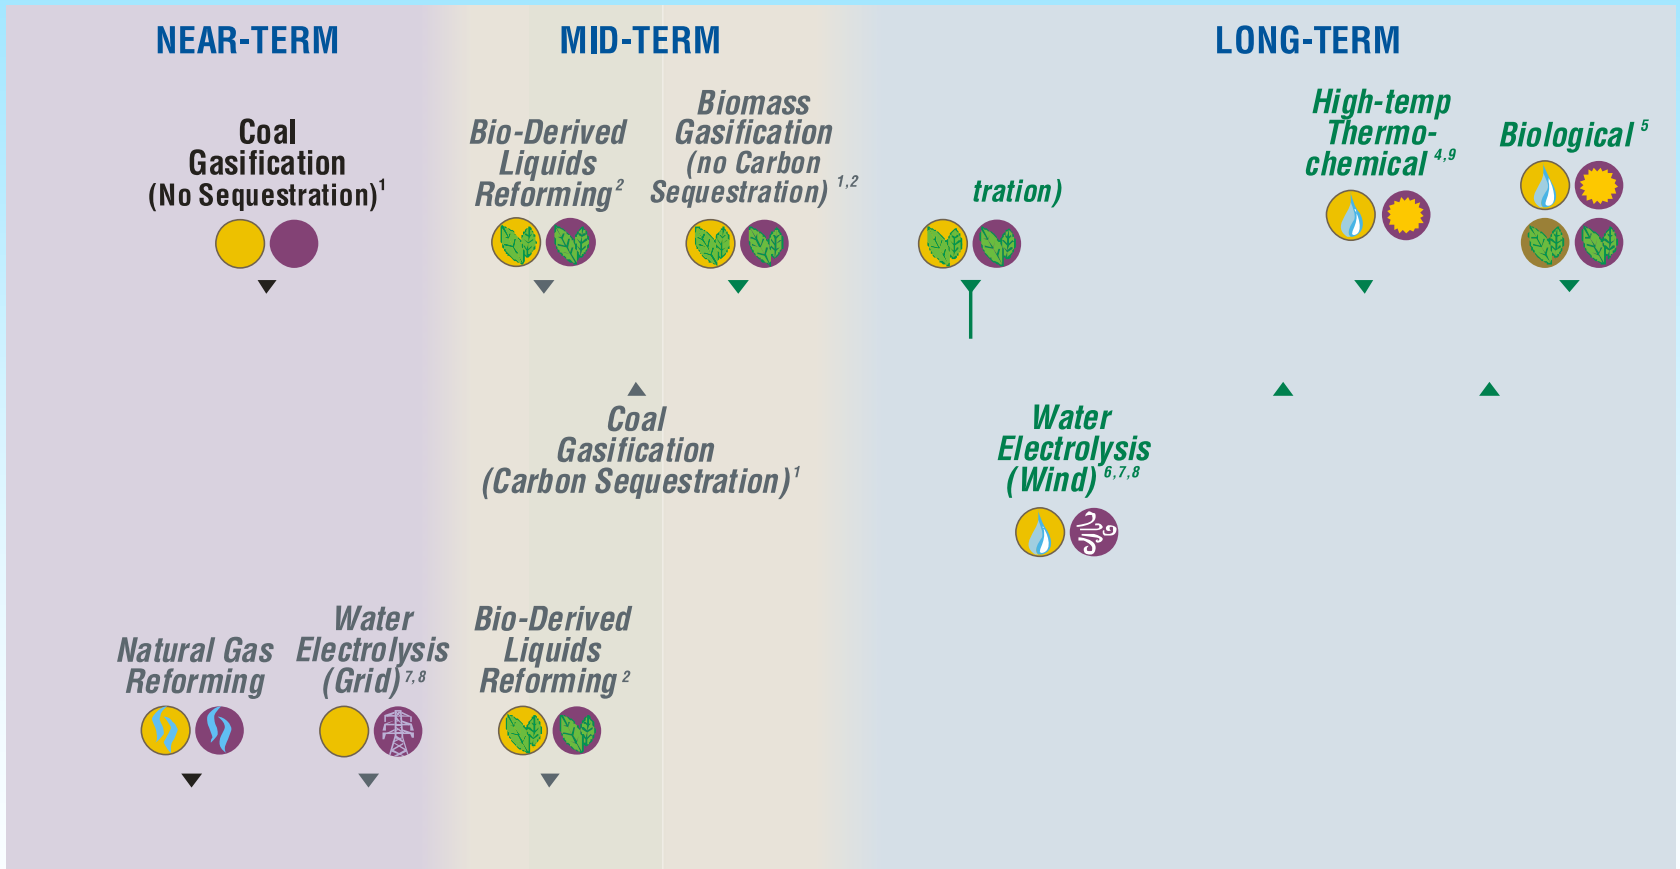 NEAR-TERM
MID-TERM
LONG-TERM
Coal
Gasification
(No Sequestration)1
Bio-Derived
Liquids
Reforming2
Biomass
Gasification
(no Carbon
Sequestration) 1,2
tration)
High-temp
Thermo-
chemical 4,9
Biological 5
Coal
Gasification
(Carbon Sequestration)1
Water
Electrolysis
(Wind) 6,7,8
Natural Gas
Reforming
Water
Electrolysis
(Grid) 7,8
Bio-Derived
Liquids
Reforming 2